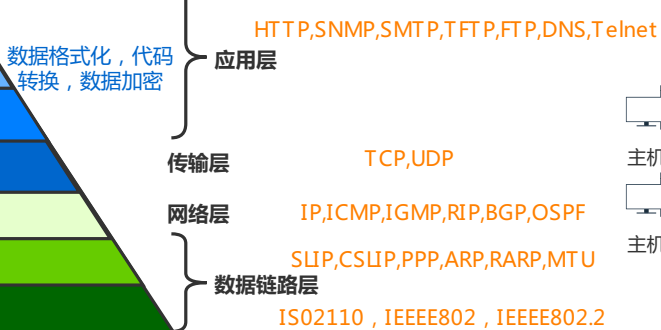 HTTP,SNMP,SMTP,TFTP,FTP,DNS,Telnet
数据格式化，代码
转换，数据加密
应用层
传输层
TCP,UDP
主机
网络层
IP,ICMP,IGMP,RIP,BGP,OSPF
主机
SLIP,CSLIP,PPP,ARP,RARP,MTU
数据链路层
IS02110，IEEEE802，IEEEE802.2